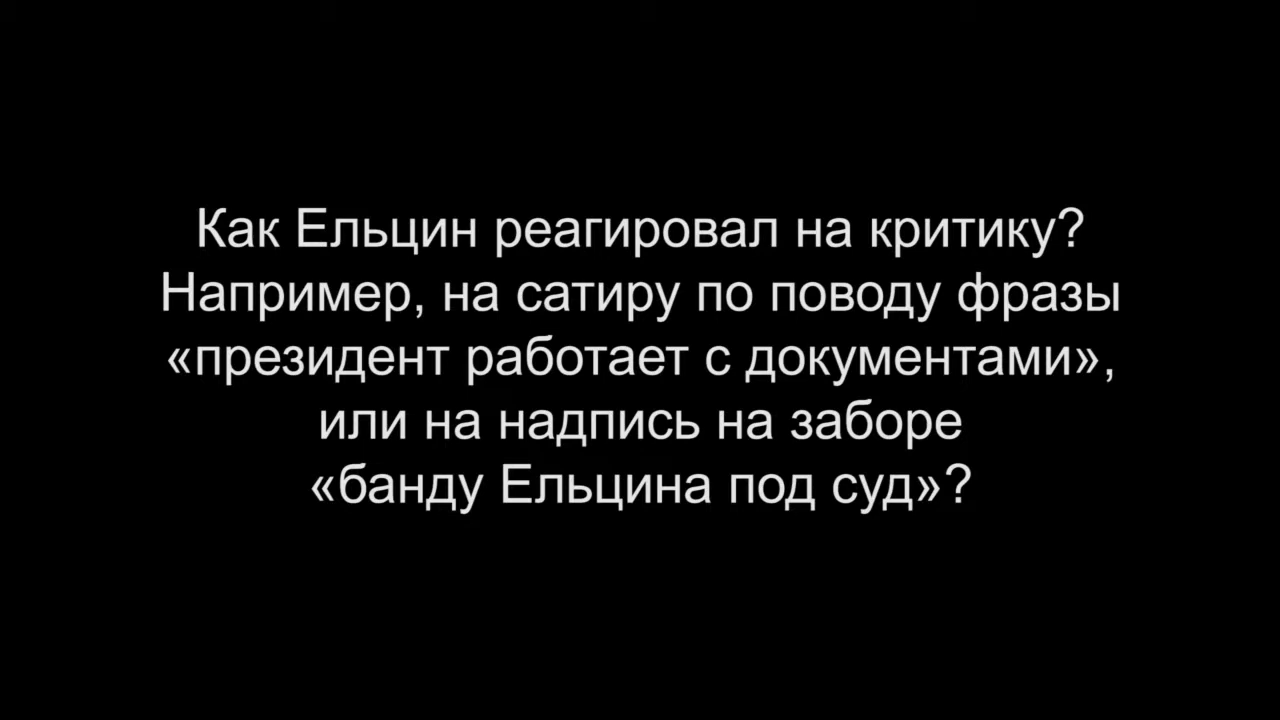 Как Ельцин реагировал на критику?
Например, на сатиру по поводу фразы
«президент работает с документами»,
или на надпись на заборе
«банду Ельцина под суд»?